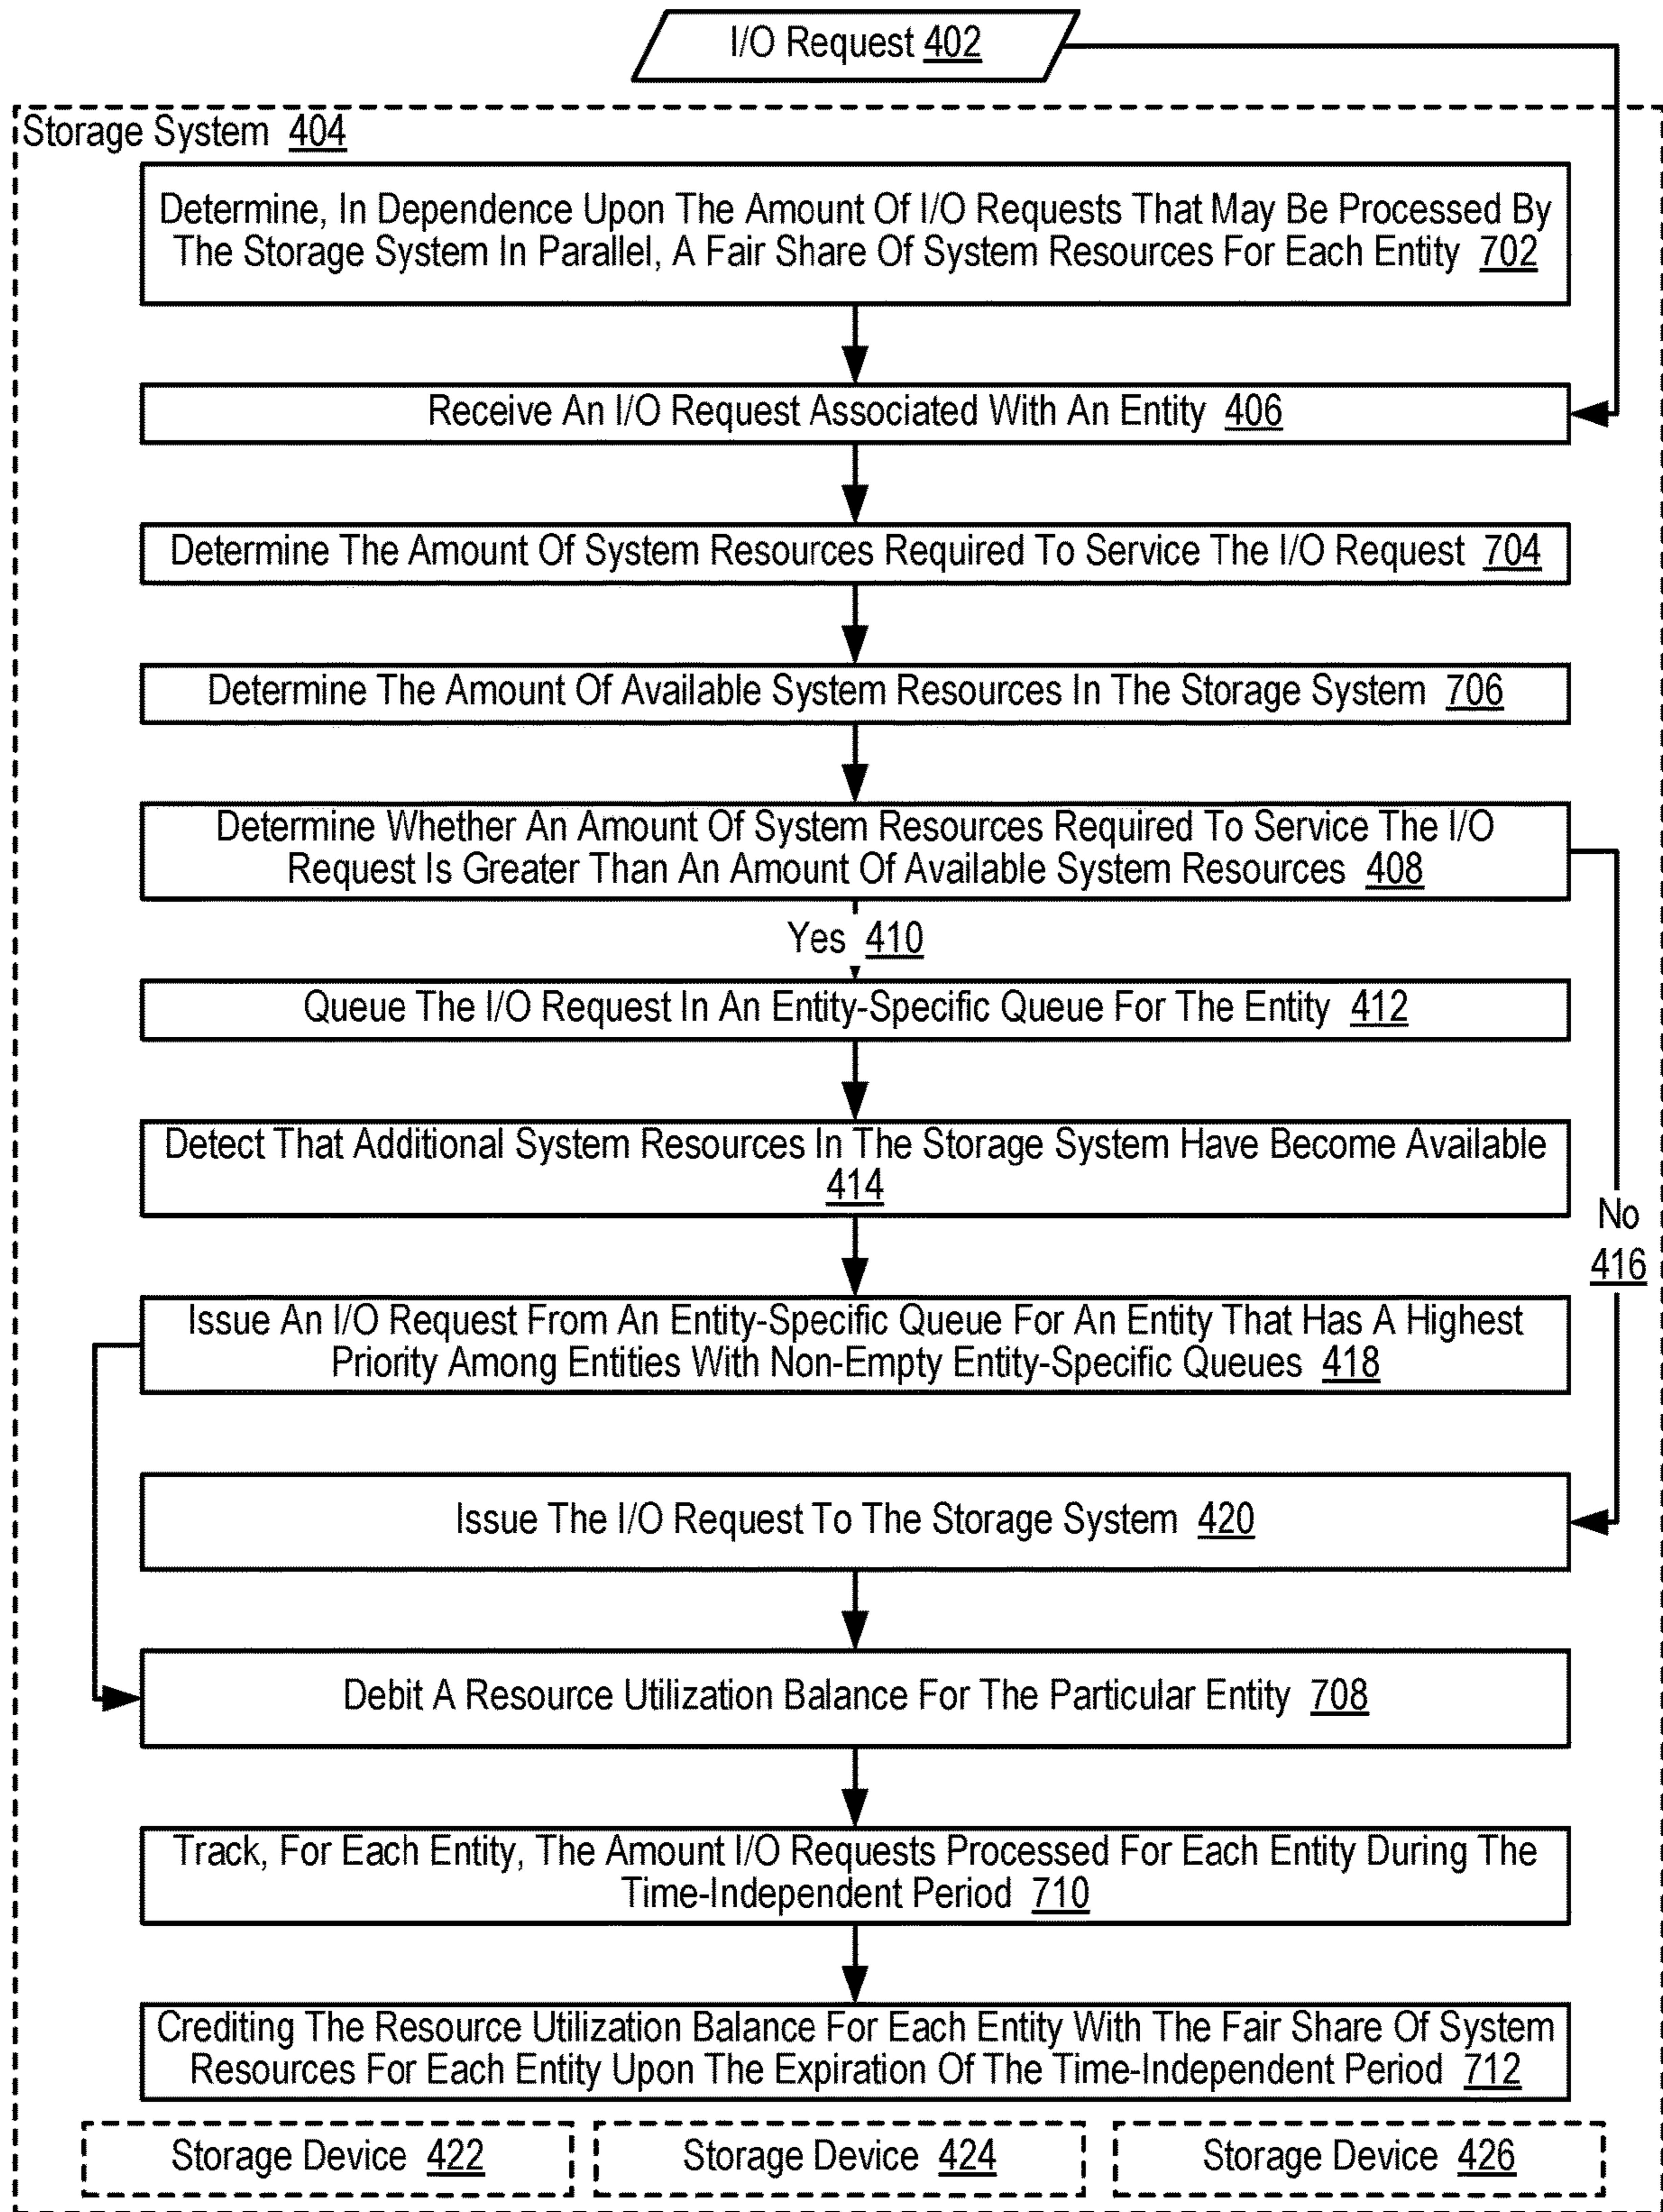 I/O Request 402
Storage System 404
Determine, In Dependence Upon The Amount Of I/O Requests That May Be Processed By
The Storage System In Parallel, A Fair Share Of System Resources For Each Entity 702
Receive An I/O Request Associated With An Entity 406
Determine The Amount Of System Resources Required To Service The I/O Request 704
Determine The Amount Of Available System Resources In The Storage System 706
Determine Whether An Amount Of System Resources Required To Service The I/O
Request Is Greater Than An Amount Of Available System Resources 408
Yes 410
Queue The I/O Request In An Entity-Specific Queue For The Entity 412
Detect That Additional System Resources In The Storage System Have Become Available
414
No
416
Issue An I/O Request From An Entity-Specific Queue For An Entity That Has A Highest
Priority Among Entities With Non-Empty Entity-Specific Queues 418
Issue The I/O Request To The Storage System 420
Debit A Resource Utilization Balance For The Particular Entity 708
Track, For Each Entity, The Amount I/O Requests Processed For Each Entity During The
Time-Independent Period 710
Crediting The Resource Utilization Balance For Each Entity With The Fair Share Of System
Resources For Each Entity Upon The Expiration Of The Time-Independent Period 712
Storage Device 422
Storage Device 424
Storage Device 426